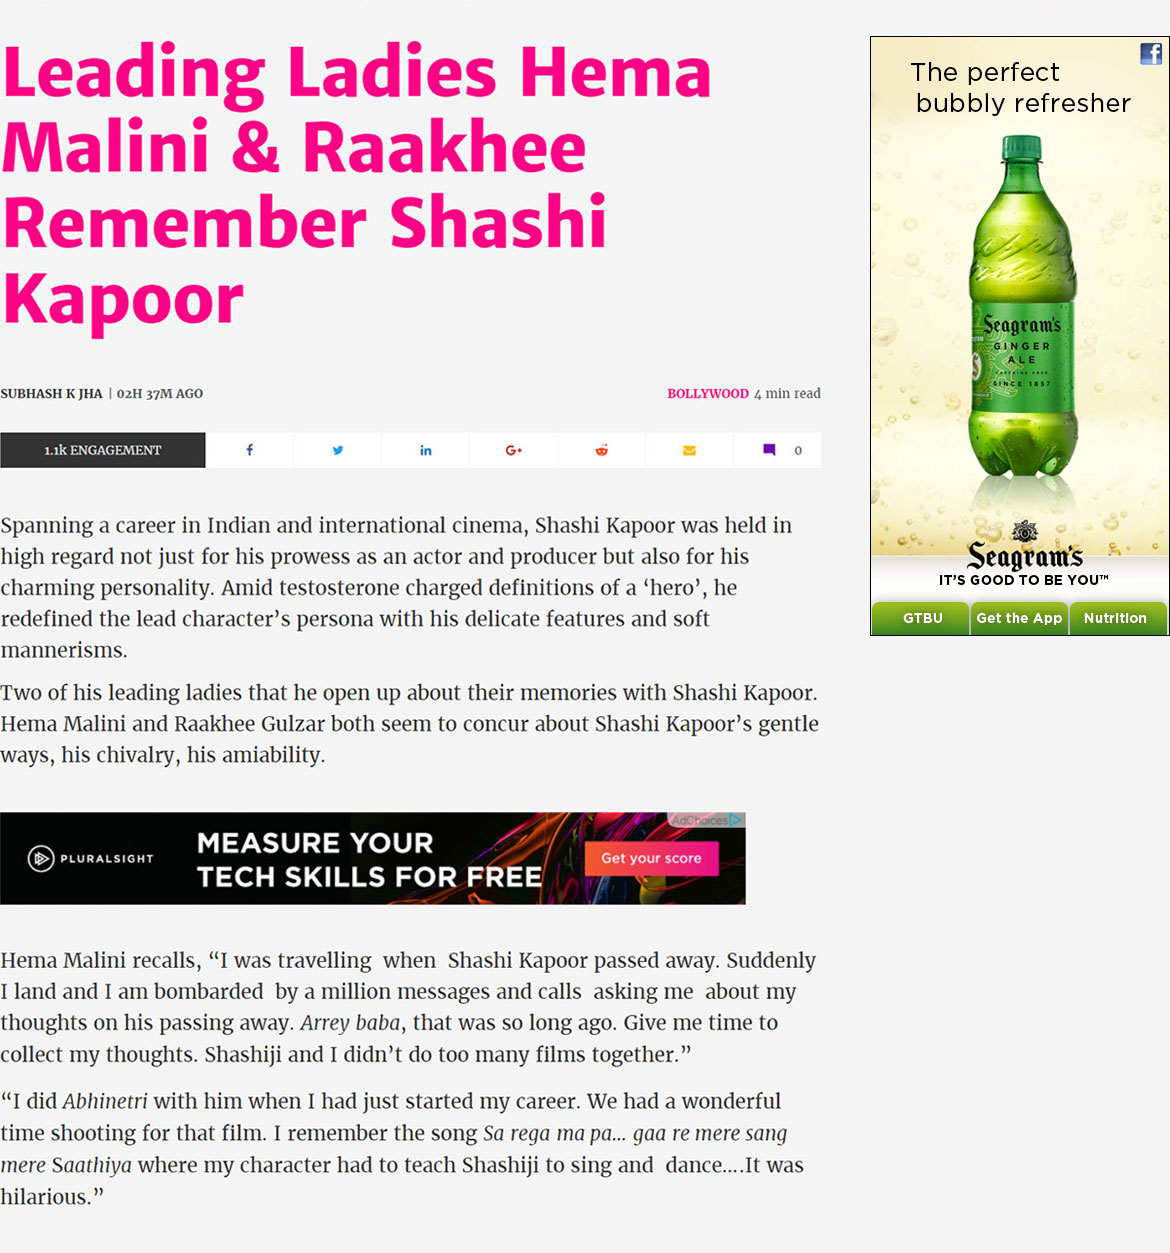 Leading Ladies Hema
Malini & Raakhee
Remember Shashi
Kapoor
SUBHASH K JHA | 02H 37M AGO
BOLLYWOOD 4 min read
1.1k ENGAGEMENT
0
Spanning a career in Indian and international cinema, Shashi Kapoor was held in
high regard not just for his prowess as an actor and producer but also for his
charming personality. Amid testosterone charged definitions of a ‘hero’, he
redefined the lead character’s persona with his delicate features and soft
mannerisms.
Two of his leading ladies that he open up about their memories with Shashi Kapoor.
Hema Malini and Raakhee Gulzar both seem to concur about Shashi Kapoor’s gentle
ways, his chivalry, his amiability.
AdChoices
PLURALSIGHT
MEASURE YOUR
TECH SKILLS FOR FREE
Get your score
Hema Malini recalls, “I was travelling when Shashi Kapoor passed away. Suddenly
I land and I am bombarded by a million messages and calls asking me about my
thoughts on his passing away. Arrey baba, that was so long ago. Give me time to
collect my thoughts. Shashiji and I didn’t do too many films together.”
“I did Abhinetri with him when I had just started my career. We had a wonderful
time shooting for that film. I remember the song Sa rega ma pa... gaa re mere sang
mere Saathiya where my character had to teach Shashiji to sing and dance....It was
hilarious.”
The perfect
bubbly refresher
Seagram's
GINGER
ALE
CAFFEINE FREE
SINCE 1857
Seagram's
IT'S GOOD TO BE YOU™
GTBU
Get the App
Nutrition